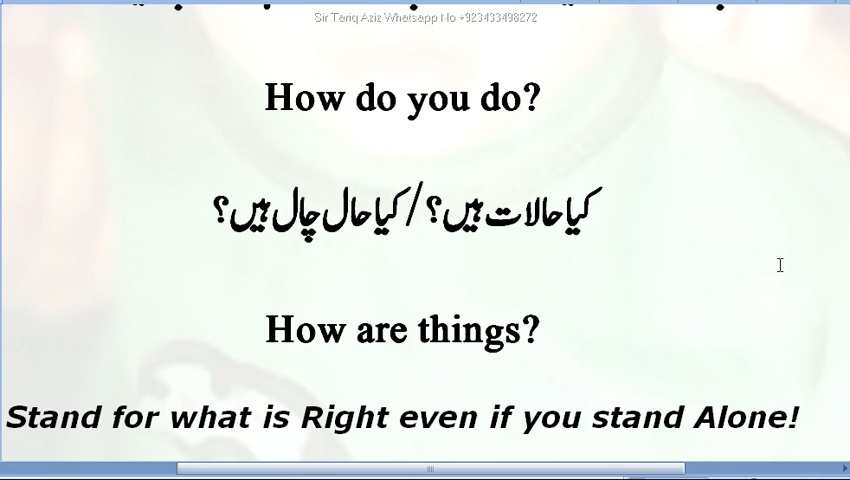 Sir Tariq Aziz Whatsapp No +923433498272
How do you do?
کیا حالات ہیں؟ / کیا حال چال ہیں؟
How are things?
Stand for what is Right even if you stand Alone!